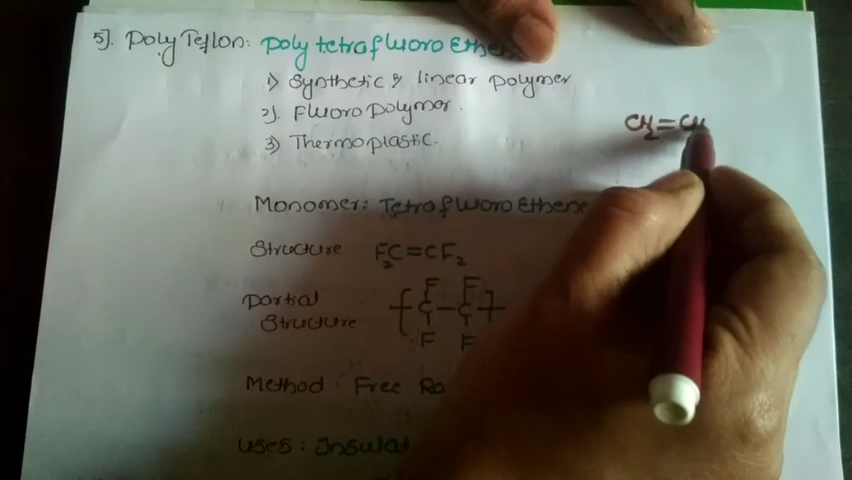 5]. Poly Teflon: Poly tetrafluoro Ethe
1) Synthetic & linear polymer
2). Fluoro polymer.
3) Thermoplastic.
CH2=CH
Monomer: Tetrafluoro Ethene
Structure F2C=CF2
F F
Partial Structure { C - C }
F F
Method : Free Ra
Uses : Insulat